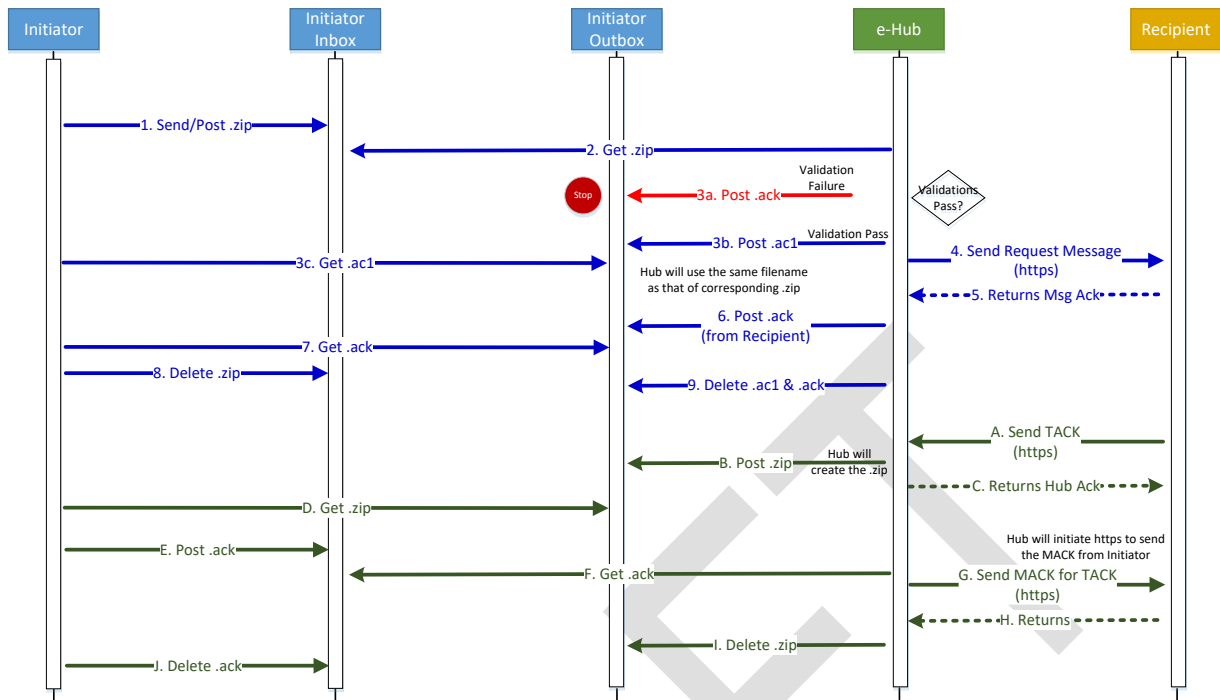 Initiator
Initiator
Inbox
Initiator
Outbox
e-Hub
Recipient
1. Send/Post .zip
2. Get .zip
Validation
Failure
Stop
3a. Post .ack
Validations
Pass?
3b. Post .ac1
Validation Pass
3c. Get .ac1
4. Send Request Message
(https)
Hub will use the same filename
as that of corresponding .zip
5. Returns Msg Ack
6. Post .ack
(from Recipient)
7. Get .ack
8. Delete .zip
9. Delete .ac1 & .ack
A. Send TACK
(https)
B. Post .zip
Hub will
create the .zip
C. Returns Hub Ack
D. Get .zip
E. Post .ack
Hub will initiate https to send
the MACK from Initiator
F. Get .ack
G. Send MACK for TACK
(https)
H. Returns
I. Delete .zip
J. Delete .ack